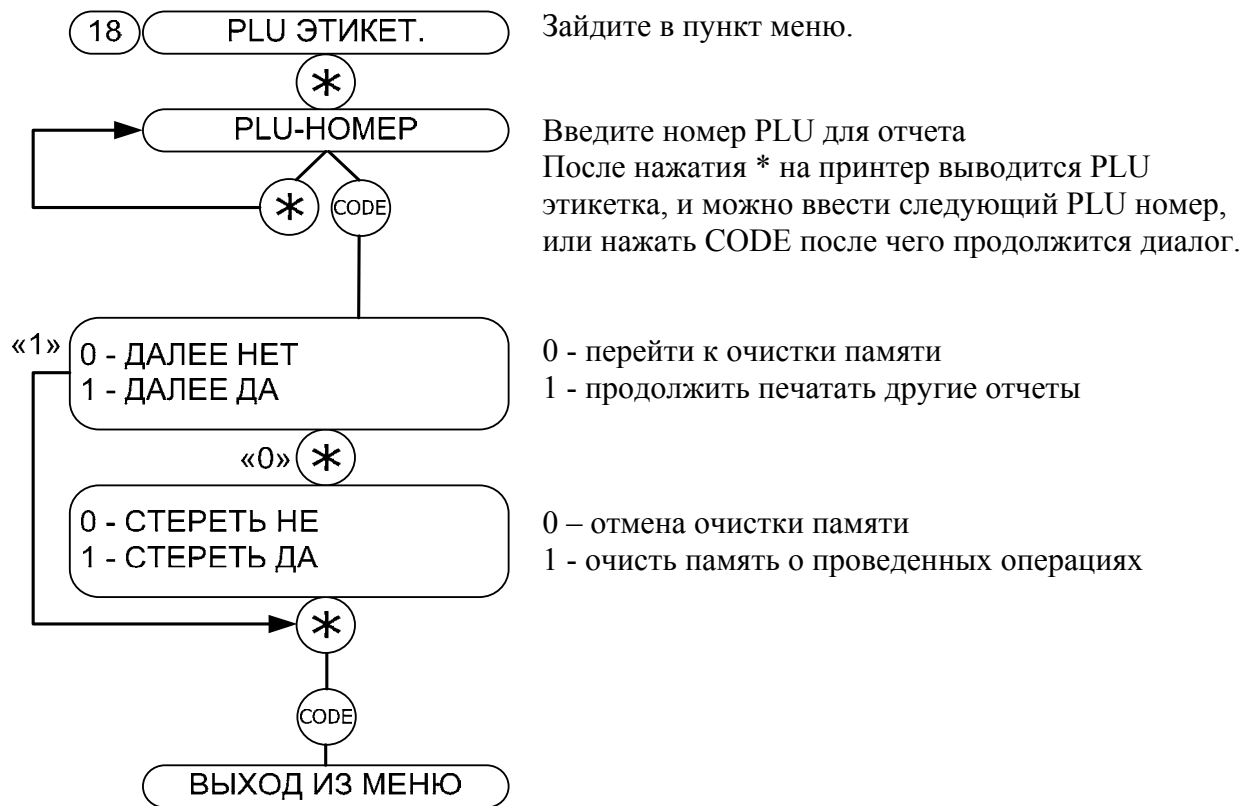 18 PLU ЭТИКЕТ. Зайдите в пункт меню.
*
PLU-НОМЕР Введите номер PLU для отчета
После нажатия * на принтер выводится PLU
* CODE этикетка, и можно ввести следующий PLU номер,
или нажать CODE после чего продолжится диалог.
«1» 0 - ДАЛЕЕ НЕТ 0 - перейти к очистки памяти
1 - ДАЛЕЕ ДА 1 - продолжить печатать другие отчеты
«0» *
0 - СТЕРЕТЬ НЕ 0 – отмена очистки памяти
1 - СТЕРЕТЬ ДА 1 - очисть память о проведенных операциях
*
CODE
ВЫХОД ИЗ МЕНЮ